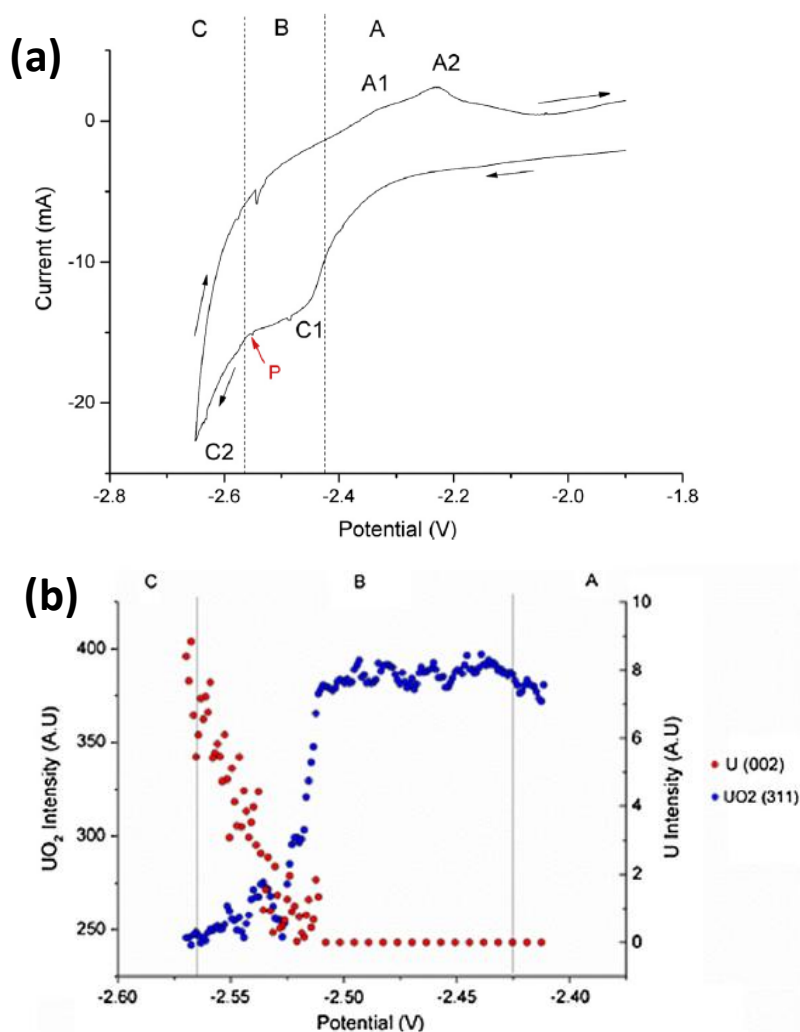 (a)
C B A
A1 A2
0
-10
-20
Current (mA)
C1
P
C2
-2.8 -2.6 -2.4 -2.2 -2.0 -1.8
Potential (V)
(b)
C B A
400
350
300
250
UO₂ Intensity (A.U)
10
8
6
4
2
0
U Intensity (A.U)
U (002)
UO2 (311)
-2.60 -2.55 -2.50 -2.45 -2.40
Potential (V)